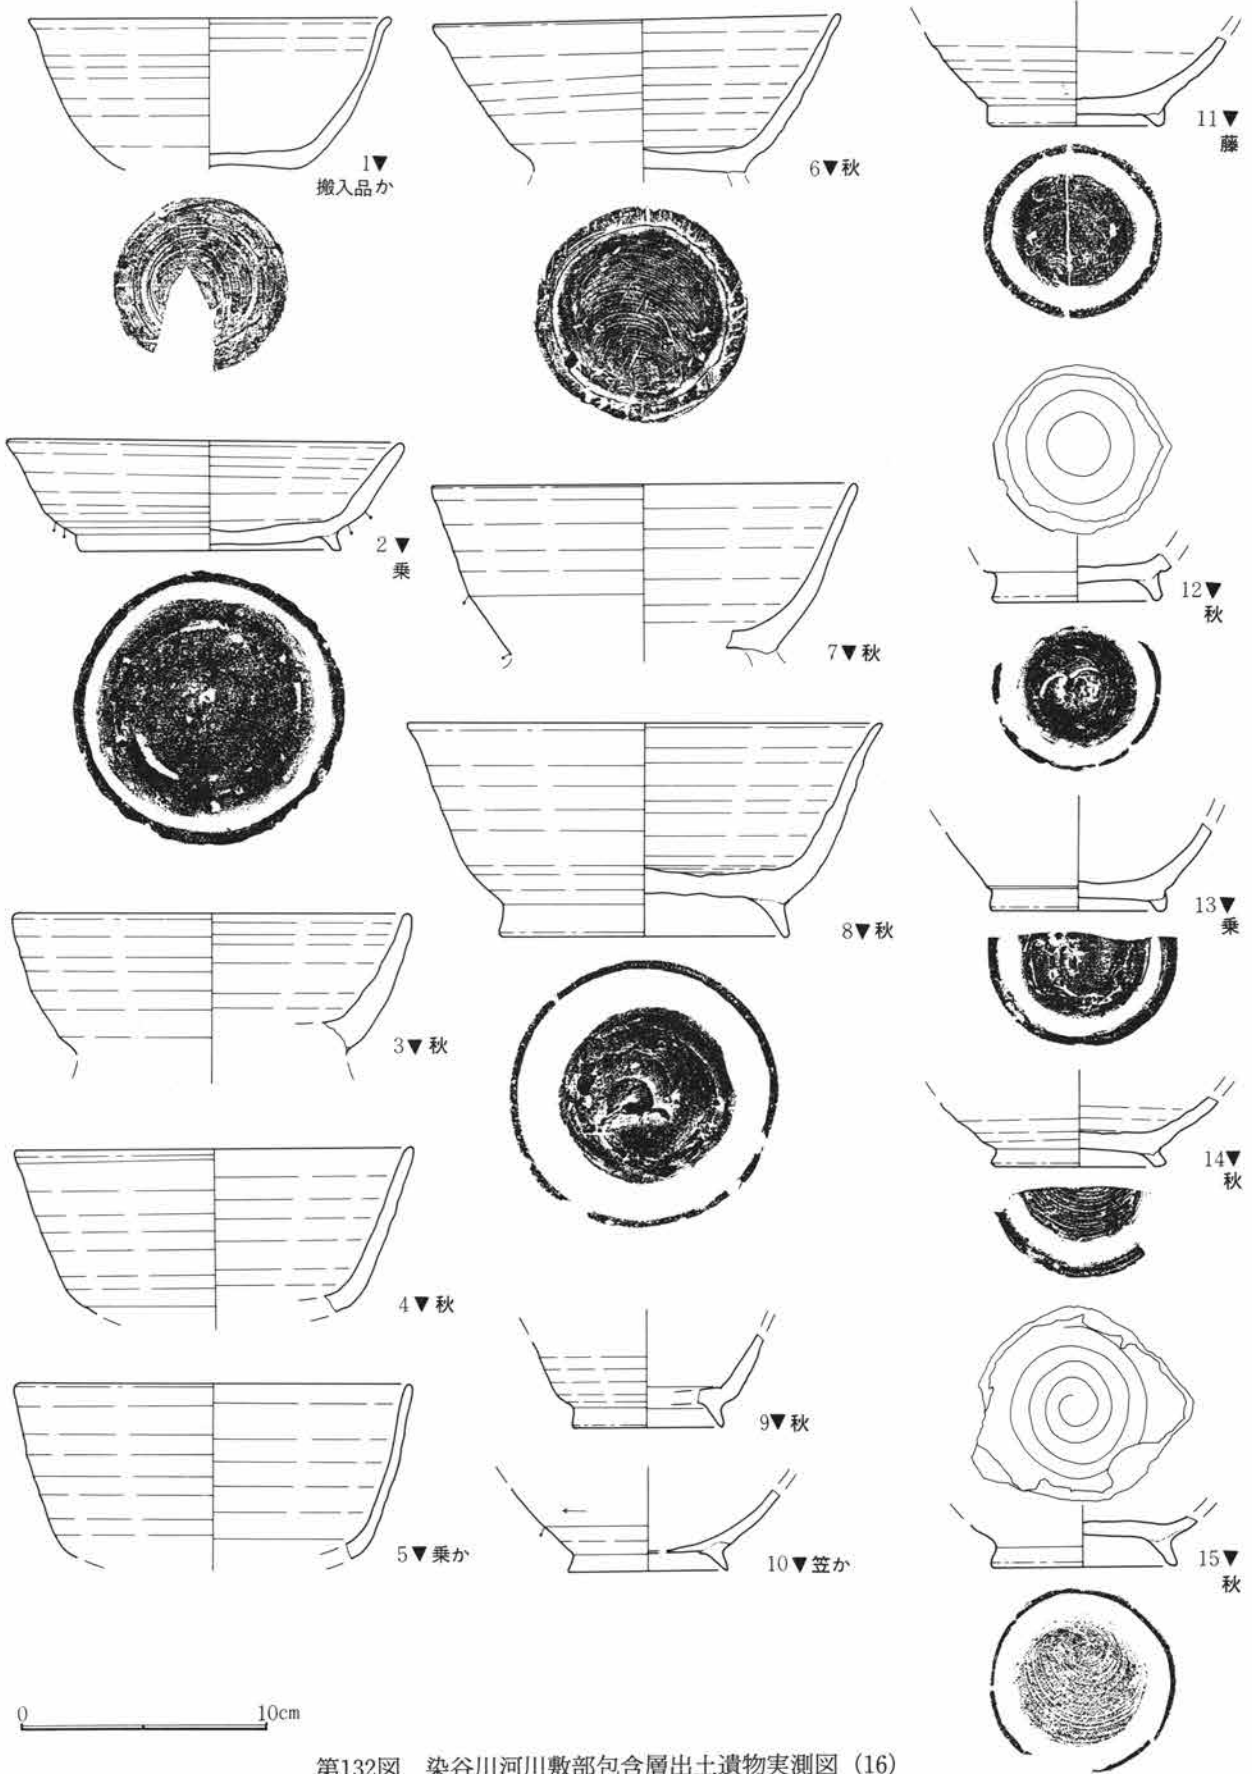 1▼
搬入品か
2▼
乗
3▼秋
4▼秋
5▼乗か
6▼秋
7▼秋
8▼秋
9▼秋
10▼笠か
11▼
藤
12▼
秋
13▼
乗
14▼
秋
15▼
秋
0 10cm
第132図 染谷川河川敷部包含層出土遺物実測図（16）